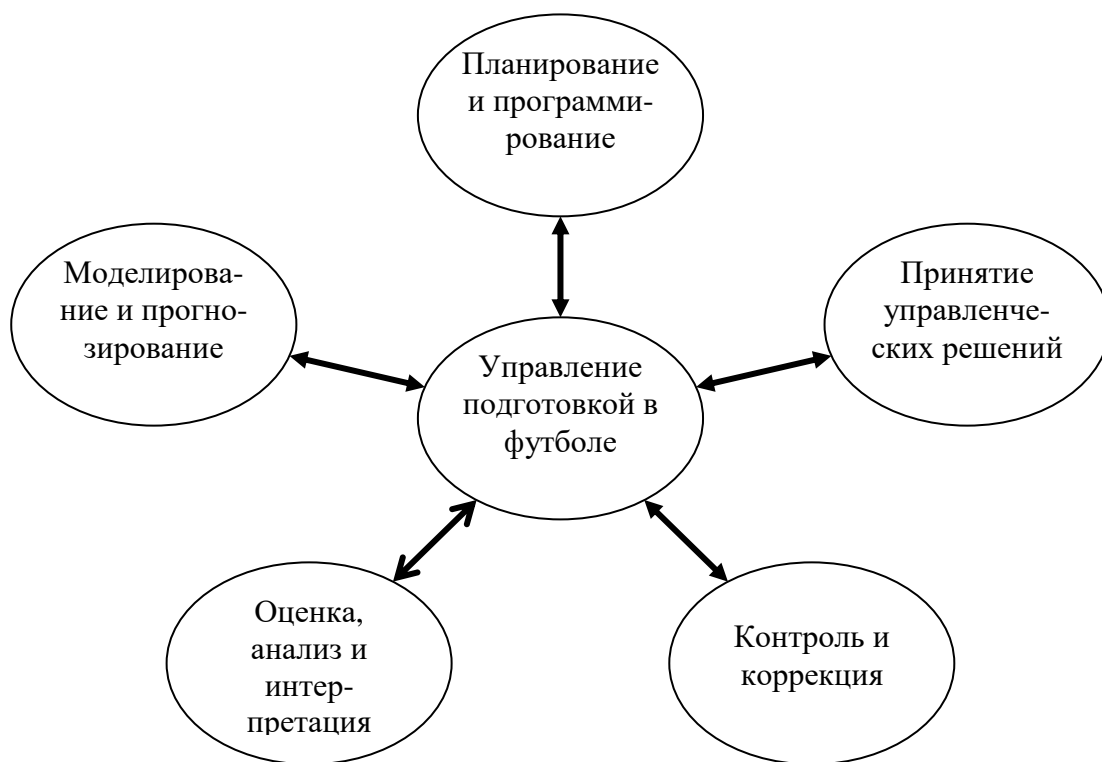 Планирование
и программи-
рование
Моделирова-
ние и прогно-
зирование
Принятие
управленче-
ских решений
Управление
подготовкой в
футболе
Оценка,
анализ и
интер-
претация
Контроль и
коррекция